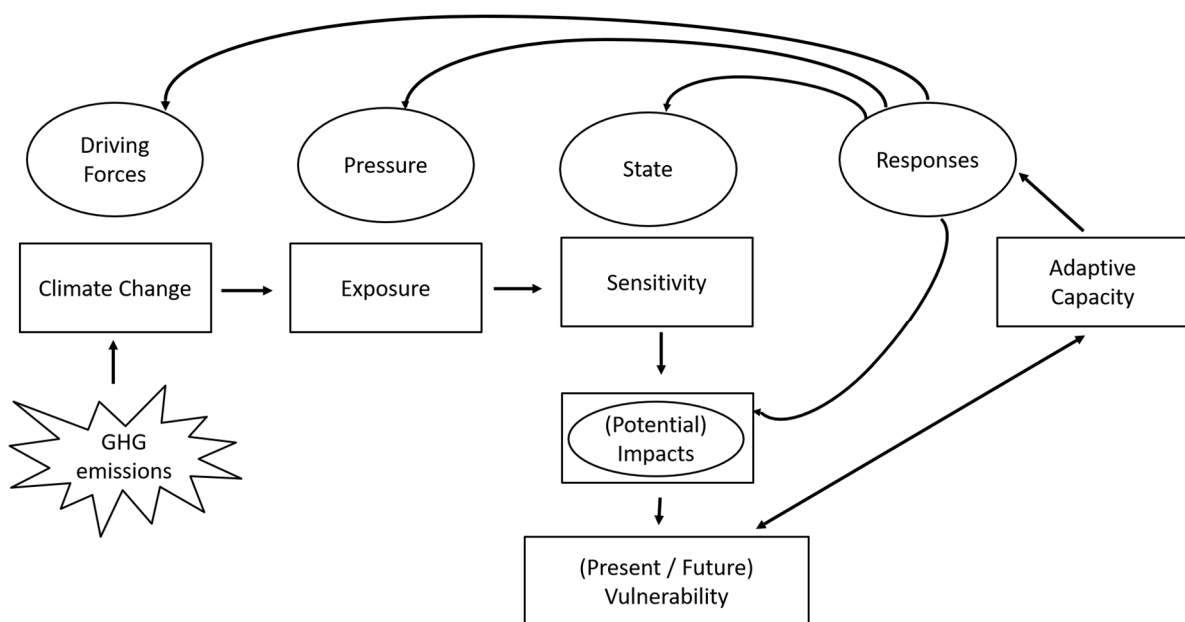 Driving
Forces
Pressure
State
Responses
Climate Change
Exposure
Sensitivity
Adaptive
Capacity
GHG
emissions
(Potential)
Impacts
(Present / Future)
Vulnerability